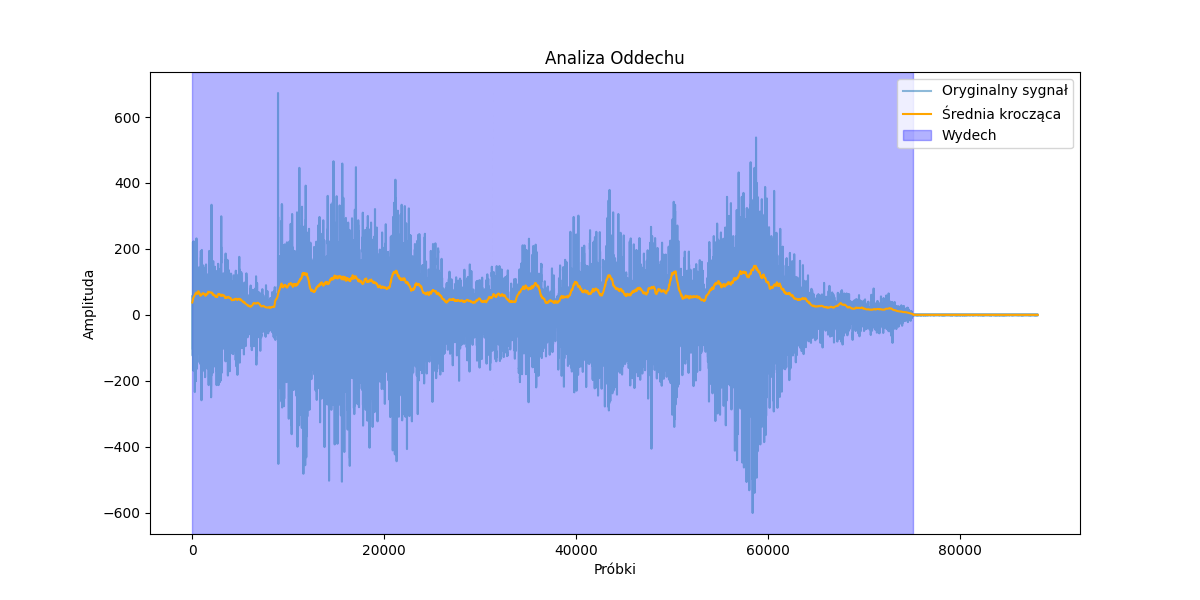 Analiza Oddechu
Oryginalny sygnał
Średnia krocząca
Wydech
Amplituda
600
400
200
0
−200
−400
−600
0
20000
40000
60000
80000
Próbki